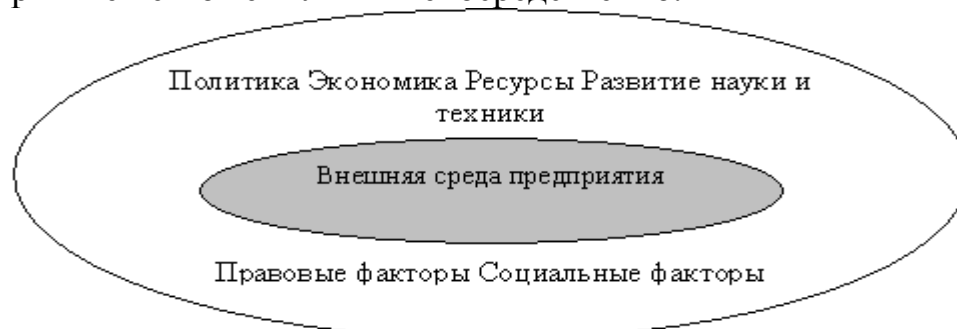 Политика Экономика Ресурсы Развитие науки и
техники
Внешняя среда предприятия
Правовые факторы Социальные факторы